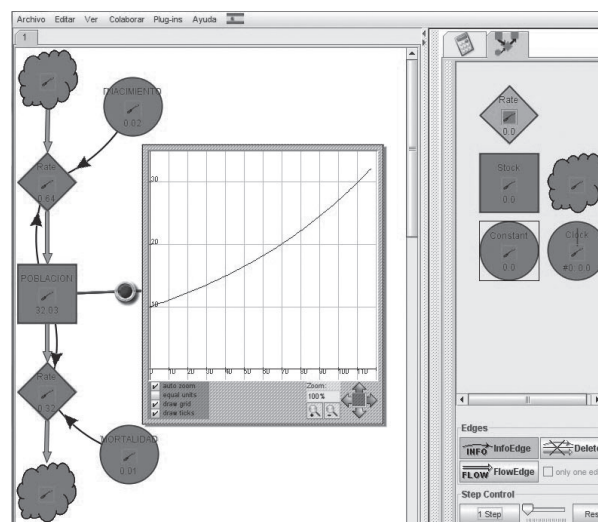 Archivo Editar Ver Colaborar Plug-ins Ayuda
1
NACIMIENTO
0.02
Rate
0.64
POBLACION
32.03
Rate
0.32
MORTALIDAD
0.01
30
20
10
0 10 20 30 40 50 60 70 80 90 100 110
auto zoom
equal units
draw grid
draw ticks
Zoom:
100%
Rate
0.0
Stock
0.0
Constant
0.0
Clock
#0: 0.0
Edges
INFO InfoEdge
Delete
FLOW FlowEdge
only one ed
Step Control
1 Step
Res